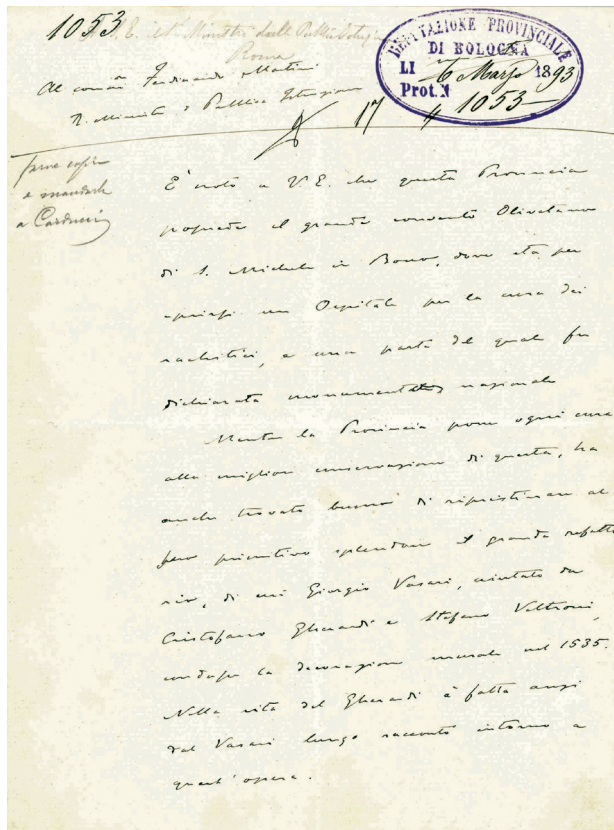 1053
S. E. il Ministro della Pubblica Istruzione
Roma
DEPUTAZIONE PROVINCIALE
DI BOLOGNA
LI 6 Marzo 1893
Prot. N 1053
Al comm Ferdinando Martini
R. Ministro d Pubblica Istruzione
17
farne copia
e mandarla
a Carducci
È noto a V. E. che questa Provincia
possiede il grande convento Olivetano
di S. Michele in Bosco, dove sta per
aprirsi un Ospitale per la cura dei
rachitici, e una parte del quale fu
dichiarata monumento nazionale
Mentre la Provincia pone ogni cura
alla miglior conservazione di questa, ha
anche trovato buono di ripristinare al
suo primitivo splendore il grande refetto
rio, di cui Giorgio Vasari, aiutato da
Cristofano Gherardi e Stefano Veltroni,
condusse la decorazione murale nel 1535.
Nella vita del Gherardi è fatta anzi
dal Vasari lungo racconto intorno a
quest'opera.